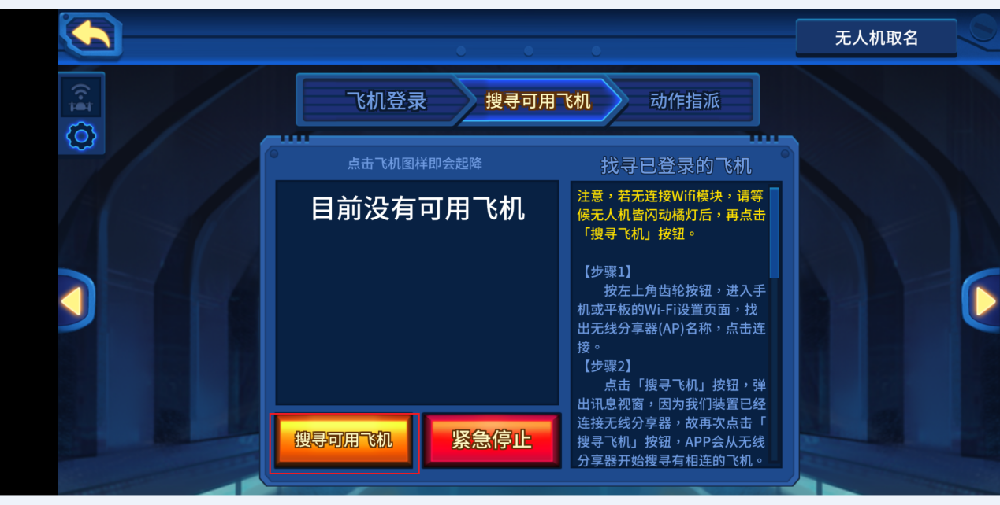 无人机取名
飞机登录
搜寻可用飞机
动作指派
点击飞机图样即会起降
目前没有可用飞机
搜寻可用飞机
紧急停止
找寻已登录的飞机
注意，若无连接Wifi模块，请等
候无人机皆闪动橘灯后，再点击
「搜寻飞机」按钮。
【步骤1】
按左上角齿轮按钮，进入手
机或平板的Wi-Fi设置页面，找
出无线分享器(AP)名称，点击连
接。
【步骤2】
点击「搜寻飞机」按钮，弹
出讯息视窗，因为我们装置已经
连接无线分享器，故再次点击「
搜寻飞机」按钮，APP会从无线
分享器开始搜寻有相连的飞机。